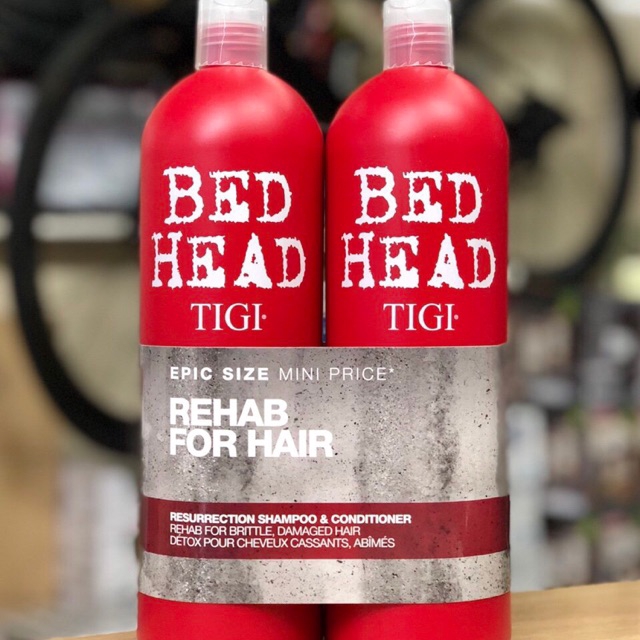 BED
HEAD
TIGI®
BED
HEAD
TIGI®
EPIC SIZE MINI PRICE*
REHAB
FOR HAIR
RESURRECTION SHAMPOO & CONDITIONER
REHAB FOR BRITTLE, DAMAGED HAIR
DÉTOX POUR CHEVEUX CASSANTS, ABÎMÉS